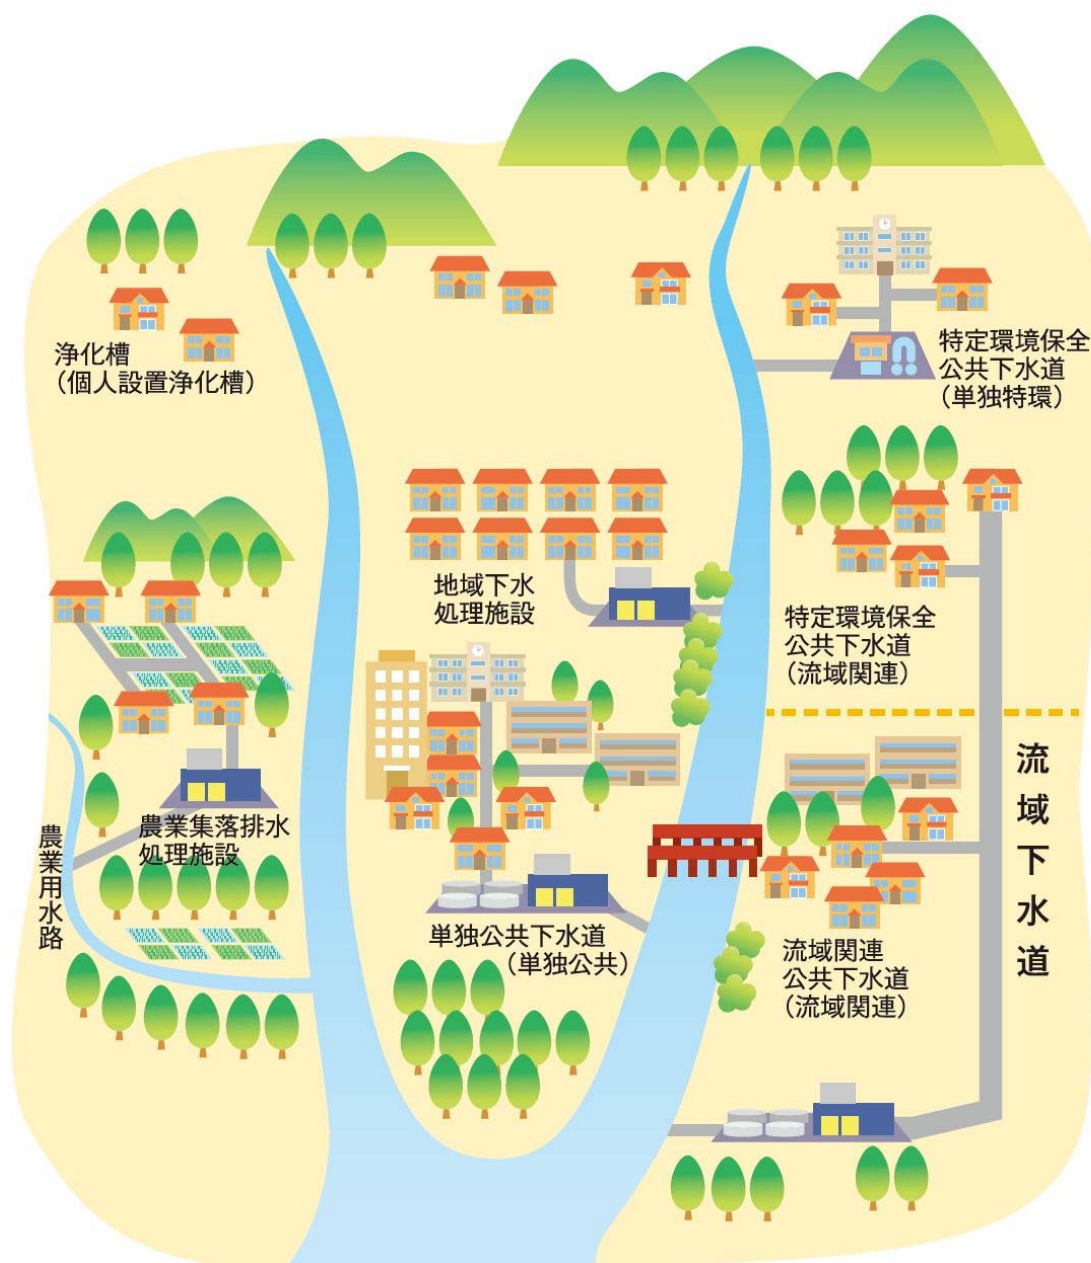 浄化槽
（個人設置浄化槽）
特定環境保全
公共下水道
（単独特環）
地域下水
処理施設
特定環境保全
公共下水道
（流域関連）
農業集落排水
処理施設
農業用水路
単独公共下水道
（単独公共）
流域関連
公共下水道
（流域関連）
流域下水道